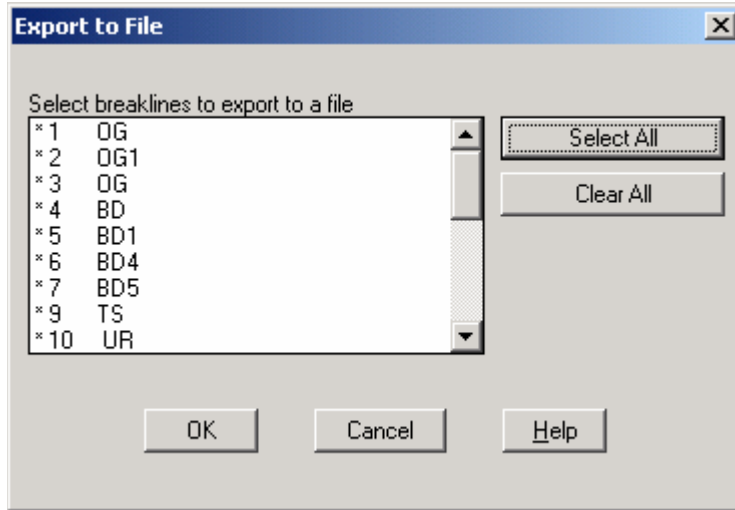 Export to File
Select breaklines to export to a file
* 1 OG
* 2 OG1
* 3 OG
* 4 BD
* 5 BD1
* 6 BD4
* 7 BD5
* 9 TS
* 10 UR
Select All
Clear All
OK Cancel Help